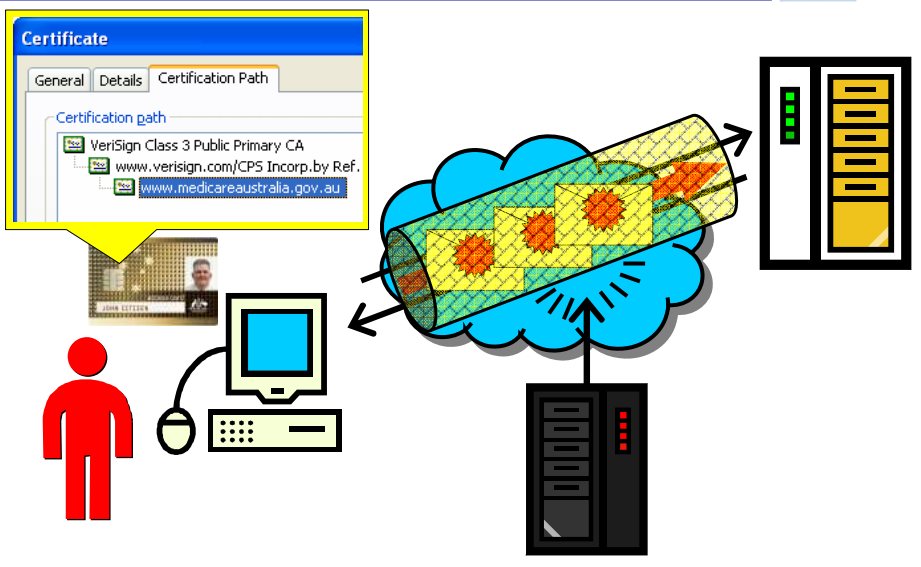 Certificate
General Details Certification Path
Certification path
VeriSign Class 3 Public Primary CA
www.verisign.com/CPS Incorp.by Ref.
www.medicareaustralia.gov.au
JOHN CITIZEN